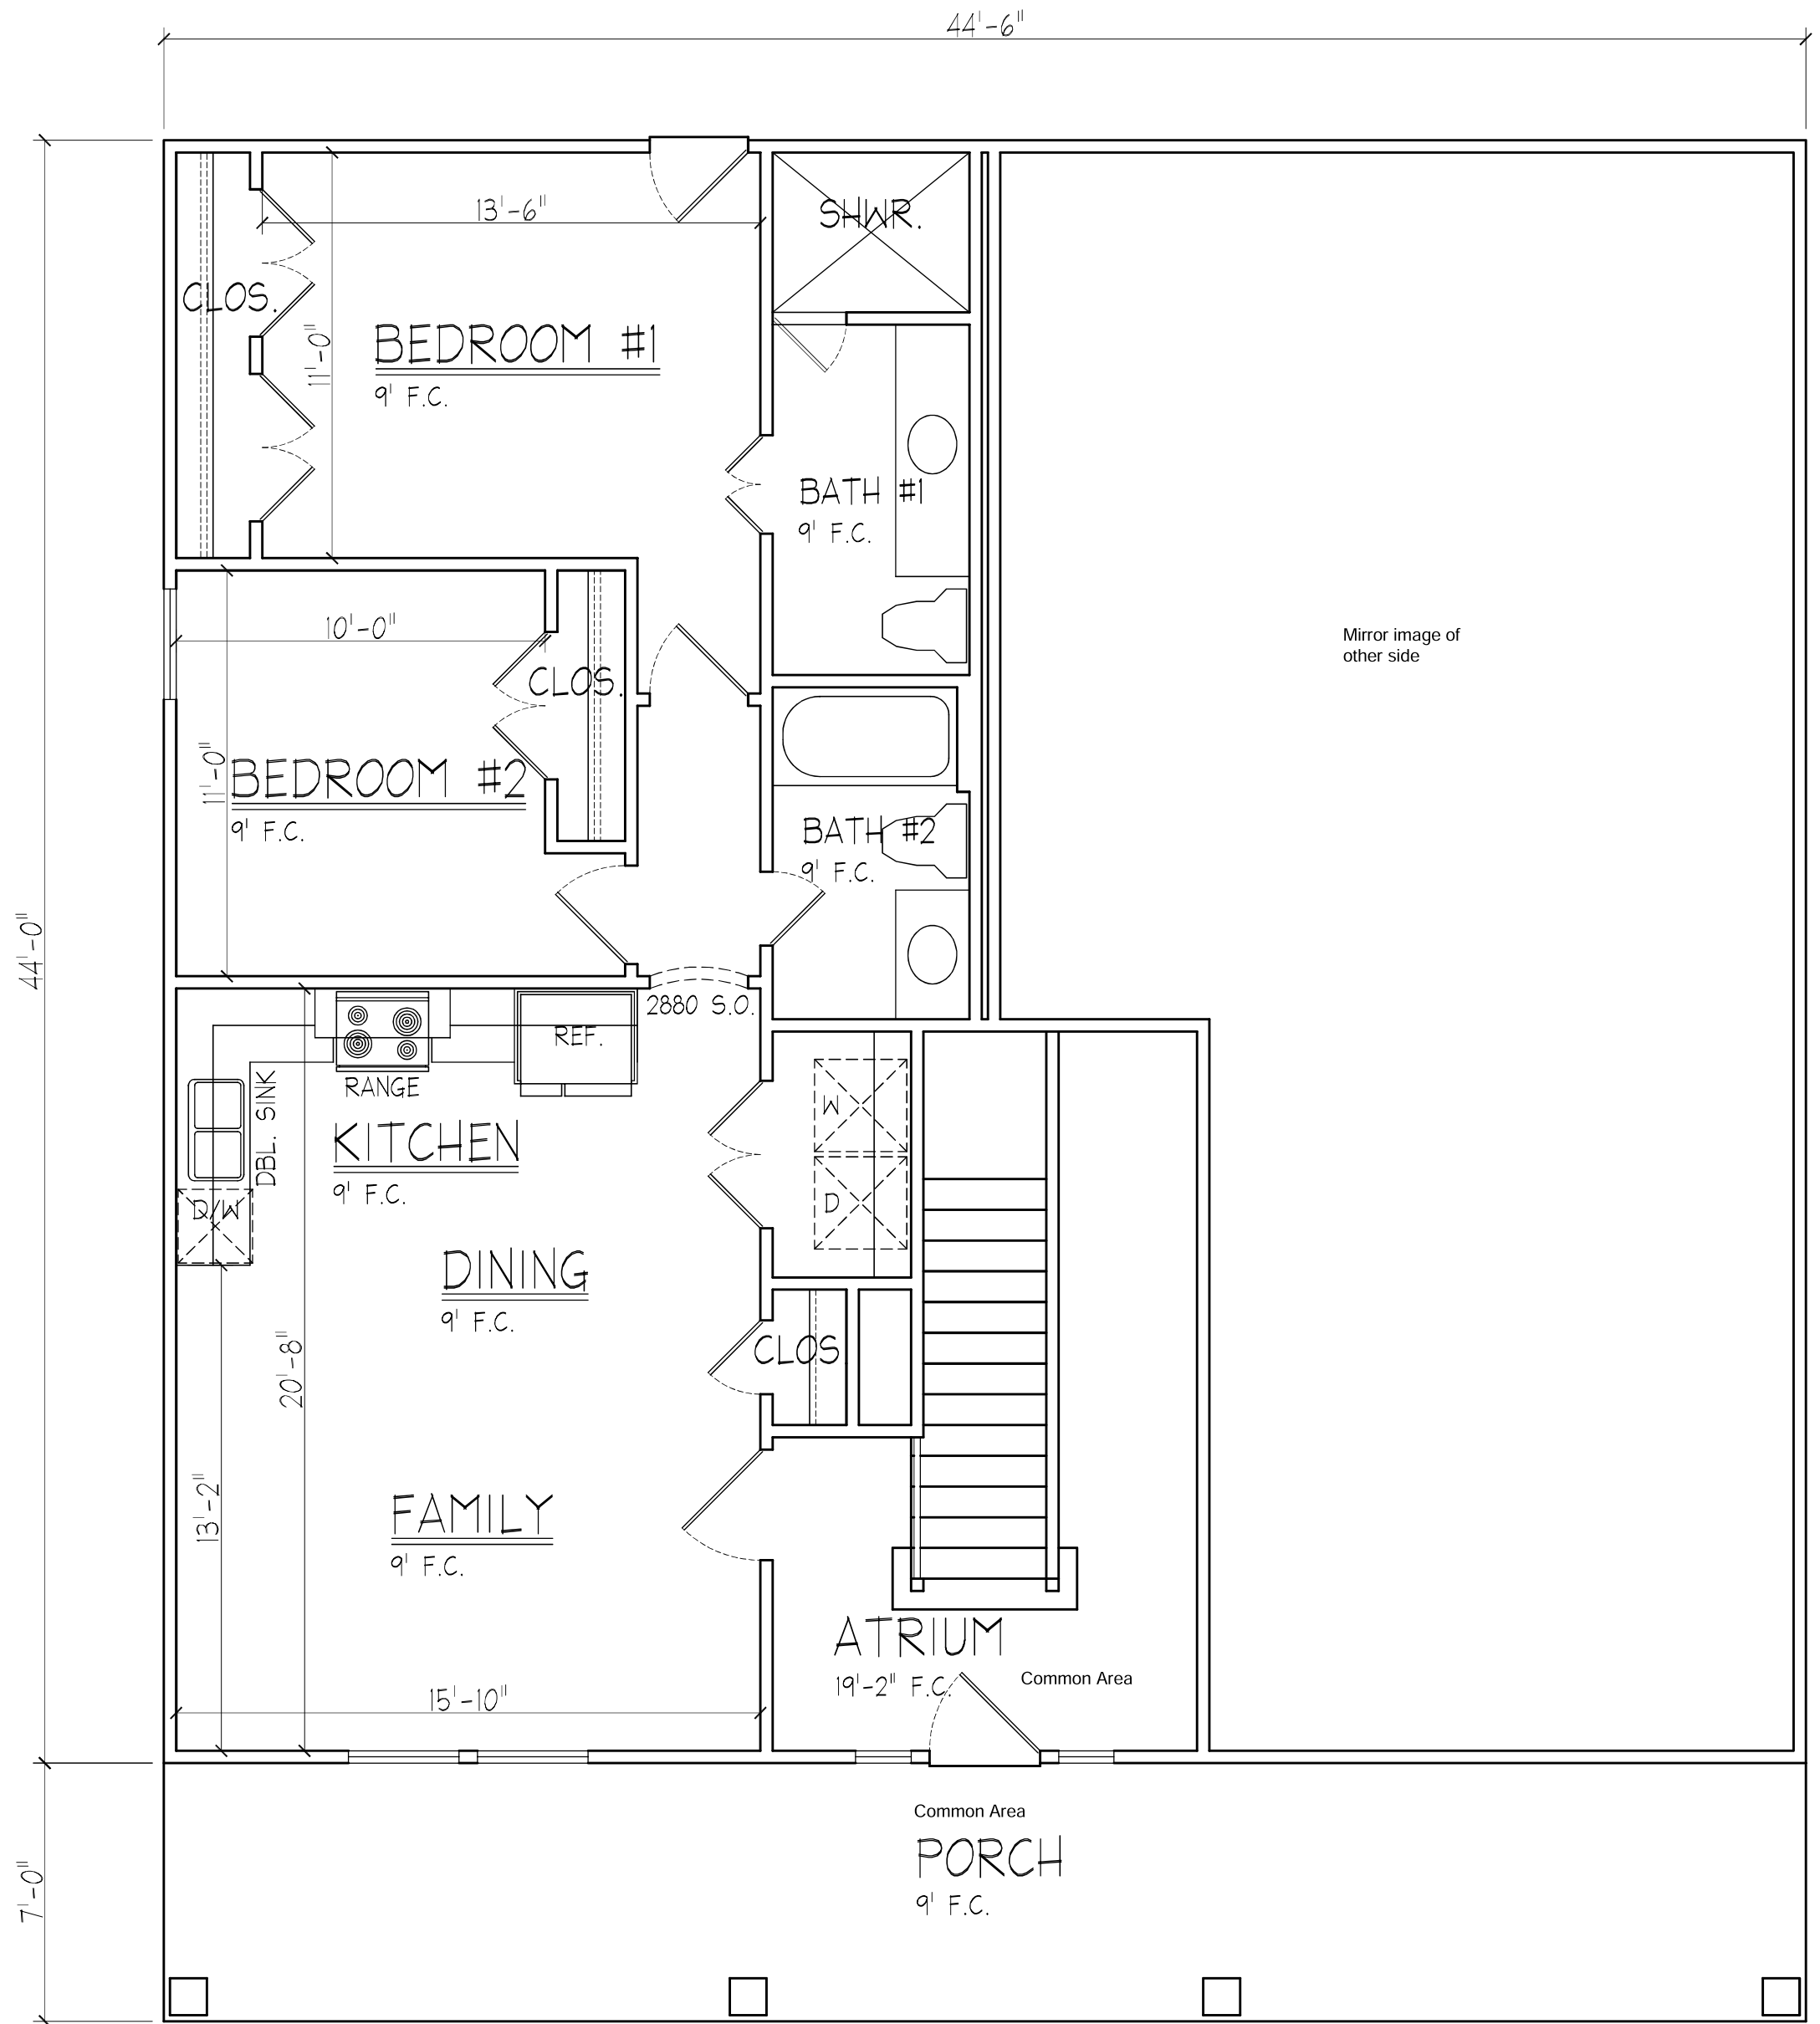 44'-6"
13'-6"
SHWR.
CLOS.
11'-0"
BEDROOM #1
9' F.C.
BATH #1
9' F.C.
10'-0"
Mirror image of
other side
CLOS.
11'-0"
BEDROOM #2
9' F.C.
BATH #2
9' F.C.
44'-0"
2880 S.O.
REF.
RANGE
DBL. SINK
W
KITCHEN
9' F.C.
D/W
D
DINING
9' F.C.
20'-8"
CLOS
13'-2"
FAMILY
9' F.C.
ATRIUM
19'-2" F.C.
Common Area
15'-10"
Common Area
PORCH
9' F.C.
7'-0"